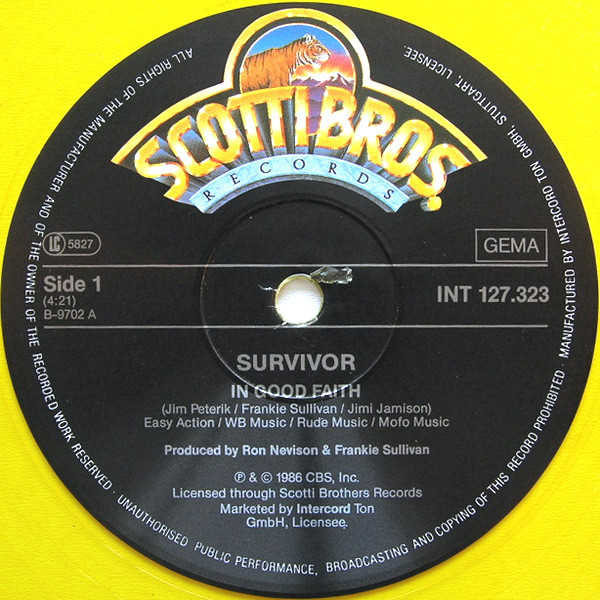 SCOTTI BROS.
RECORDS
LC 5827
GEMA
Side 1
(4:21)
B-9702 A
INT 127.323
SURVIVOR
IN GOOD FAITH
(Jim Peterik / Frankie Sullivan / Jimi Jamison)
Easy Action / WB Music / Rude Music / Mofo Music
Produced by Ron Nevison & Frankie Sullivan
℗ & © 1986 CBS, Inc.
Licensed through Scotti Brothers Records
Marketed by Intercord Ton
GmbH, Licensee.
ALL RIGHTS OF THE MANUFACTURER AND OF THE OWNER OF THE RECORDED WORK RESERVED · UNAUTHORISED PUBLIC PERFORMANCE, BROADCASTING AND COPYING OF THIS RECORD PROHIBITED · MANUFACTURED BY INTERCORD TON GMBH, STUTTGART, LICENSEE.